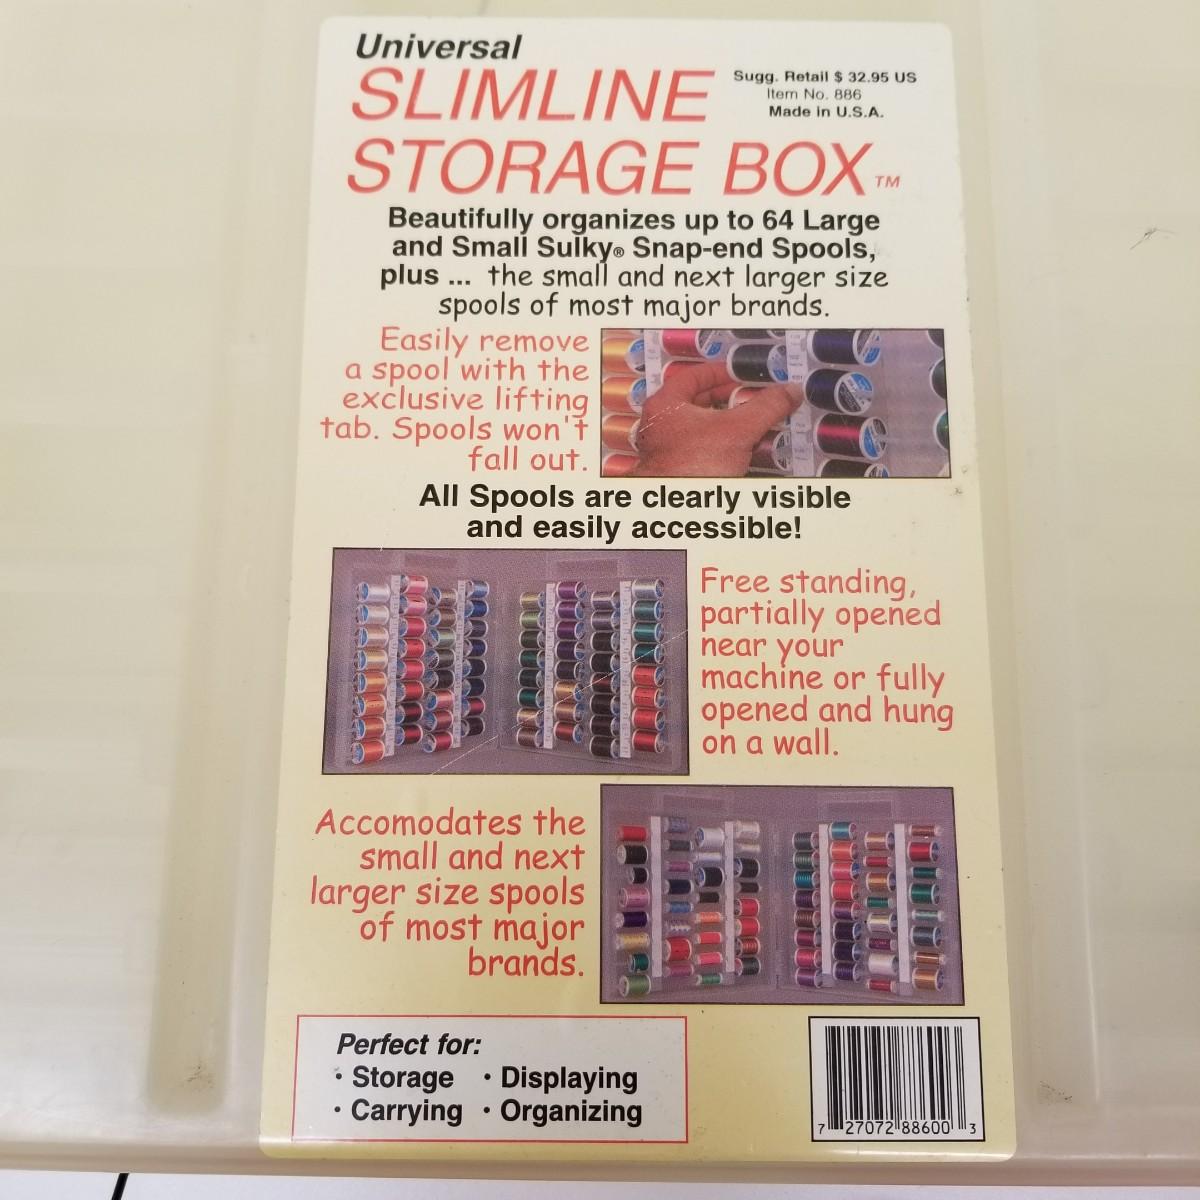 Universal
SLIMLINE
STORAGE BOX™
Sugg. Retail $ 32.95 US
Item No. 886
Made in U.S.A.
Beautifully organizes up to 64 Large
and Small Sulky® Snap-end Spools,
plus ... the small and next larger size
spools of most major brands.
Easily remove
a spool with the
exclusive lifting
tab. Spools won't
fall out.
All Spools are clearly visible
and easily accessible!
Free standing,
partially opened
near your
machine or fully
opened and hung
on a wall.
Accomodates the
small and next
larger size spools
of most major
brands.
Perfect for:
· Storage · Displaying
· Carrying · Organizing
7 27072 88600 3